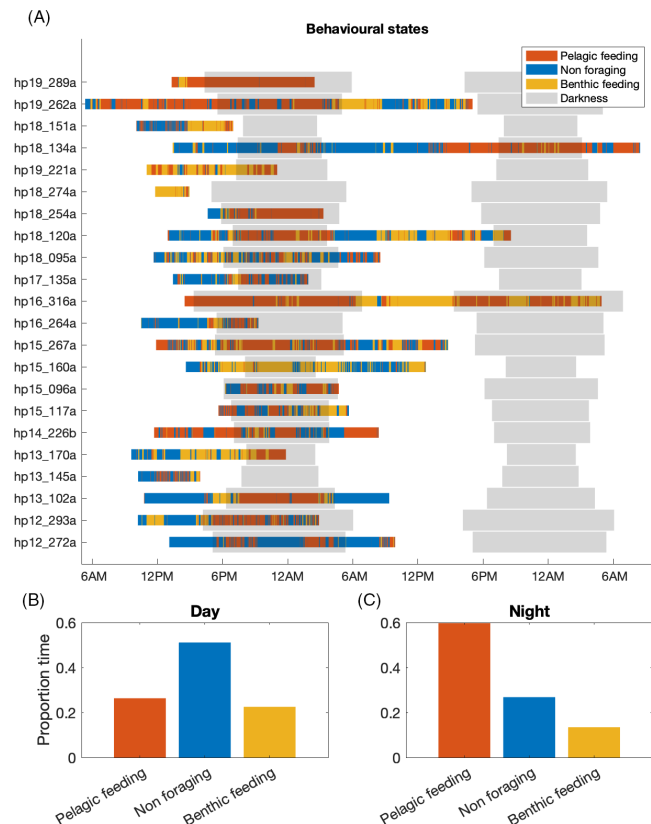 (A)
Behavioural states
Pelagic feeding
Non foraging
Benthic feeding
Darkness
hp19_289a
hp19_262a
hp18_151a
hp18_134a
hp19_221a
hp18_274a
hp18_254a
hp18_120a
hp18_095a
hp17_135a
hp16_316a
hp16_264a
hp15_267a
hp15_160a
hp15_096a
hp15_117a
hp14_226b
hp13_170a
hp13_145a
hp13_102a
hp12_293a
hp12_272a
6AM 12PM 6PM 12AM 6AM 12PM 6PM 12AM 6AM
(B)
Day
Proportion time
0.6
0.4
0.2
0
Pelagic feeding
Non foraging
Benthic feeding
(C)
Night
0.6
0.4
0.2
0
Pelagic feeding
Non foraging
Benthic feeding